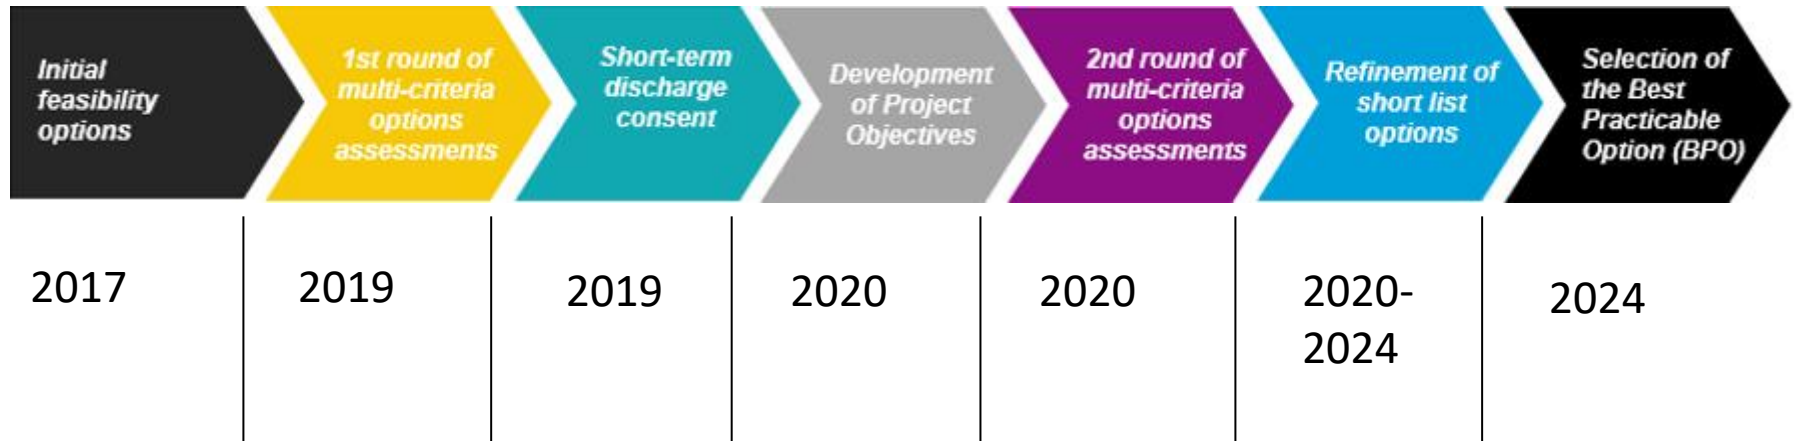 Initial
feasibility
options
1st round of
multi-criteria
options
assessments
Short-term
discharge
consent
Development
of Project
Objectives
2nd round of
multi-criteria
options
assessments
Refinement of
short list
options
Selection of
the Best
Practicable
Option (BPO)
2017
2019
2019
2020
2020
2020-
2024
2024